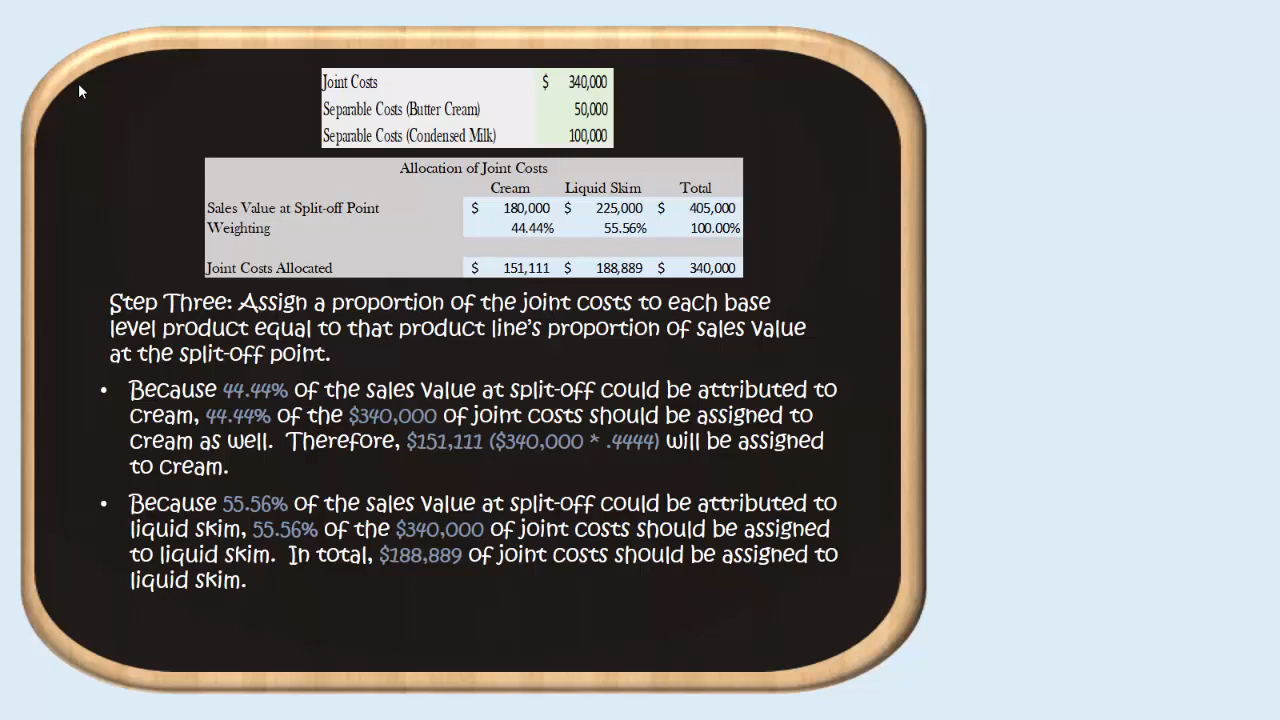 Joint Costs $ 340,000
Separable Costs (Butter Cream) 50,000
Separable Costs (Condensed Milk) 100,000
Allocation of Joint Costs
Cream Liquid Skim Total
Sales Value at Split-off Point $ 180,000 $ 225,000 $ 405,000
Weighting 44.44% 55.56% 100.00%
Joint Costs Allocated $ 151,111 $ 188,889 $ 340,000
Step Three: Assign a proportion of the joint costs to each base
level product equal to that product line's proportion of sales value
at the split-off point.
• Because 44.44% of the sales value at split-off could be attributed to
cream, 44.44% of the $340,000 of joint costs should be assigned to
cream as well. Therefore, $151,111 ($340,000 * .4444) will be assigned
to cream.
• Because 55.56% of the sales value at split-off could be attributed to
liquid skim, 55.56% of the $340,000 of joint costs should be assigned
to liquid skim. In total, $188,889 of joint costs should be assigned to
liquid skim.